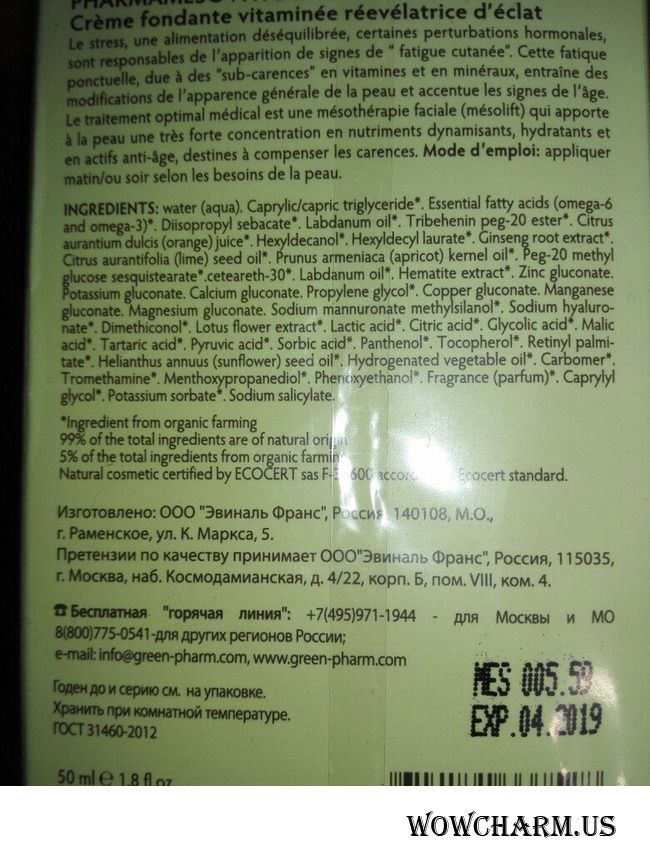 Crème fondante vitaminée réevélatrice d'éclat
Le stress, une alimentation déséquilibrée, certaines perturbations hormonales,
sont responsables de l'apparition de signes de " fatigue cutanée". Cette fatique
ponctuelle, due à des "sub-carences" en vitamines et en minéraux, entraîne des
modifications de l'apparence générale de la peau et accentue les signes de l'âge.
Le traitement optimal médical est une mésothérapie faciale (mésolift) qui apporte
à la peau une très forte concentration en nutriments dynamisants, hydratants et
en actifs anti-âge, destines à compenser les carences. Mode d'emploi: appliquer
matin/ou soir selon les besoins de la peau.
INGREDIENTS: water (aqua). Caprylic/capric triglyceride*. Essential fatty acids (omega-6
and omega-3)*. Diisopropyl sebacate*. Labdanum oil*. Tribehenin peg-20 ester*. Citrus
aurantium dulcis (orange) juice*. Hexyldecanol*. Hexyldecyl laurate*. Ginseng root extract*.
Citrus aurantifolia (lime) seed oil*. Prunus armeniaca (apricot) kernel oil*. Peg-20 methyl
glucose sesquistearate*.ceteareth-30*. Labdanum oil*. Hematite extract*. Zinc gluconate.
Potassium gluconate. Calcium gluconate. Propylene glycol*. Copper gluconate. Manganese
gluconate. Magnesium gluconate. Sodium mannuronate methylsilanol*. Sodium hyaluro-
nate*. Dimethiconol*. Lotus flower extract*. Lactic acid*. Citric acid*. Glycolic acid*. Malic
acid*. Tartaric acid*. Pyruvic acid*. Sorbic acid*. Panthenol*. Tocopherol*. Retinyl palmi-
tate*. Helianthus annuus (sunflower) seed oil*. Hydrogenated vegetable oil*. Carbomer*.
Tromethamine*. Menthoxypropanediol*. Phenoxyethanol*. Fragrance (parfum)*. Caprylyl
glycol*. Potassium sorbate*. Sodium salicylate.
*Ingredient from organic farming
99% of the total ingredients are of natural origin
5% of the total ingredients from organic farming
Natural cosmetic certified by ECOCERT sas Ecocert standard.
Изготовлено: ООО "Эвиналь Франс", Россия, 140108, М.О.,
г. Раменское, ул. К. Маркса, 5.
Претензии по качеству принимает ООО"Эвиналь Франс", Россия, 115035,
г. Москва, наб. Космодамианская, д. 4/22, корп. Б, пом. VIII, ком. 4.
☎ Бесплатная "горячая линия": +7(495)971-1944 - для Москвы и МО
8(800)775-0541-для других регионов России;
e-mail: info@green-pharm.com, www.green-pharm.com
Годен до и серию см. на упаковке.
Хранить при комнатной температуре.
ГОСТ 31460-2012
MES 005.59
EXP.04.2019
50 ml ℮ 1.8 fl oz
WOWCHARM.US